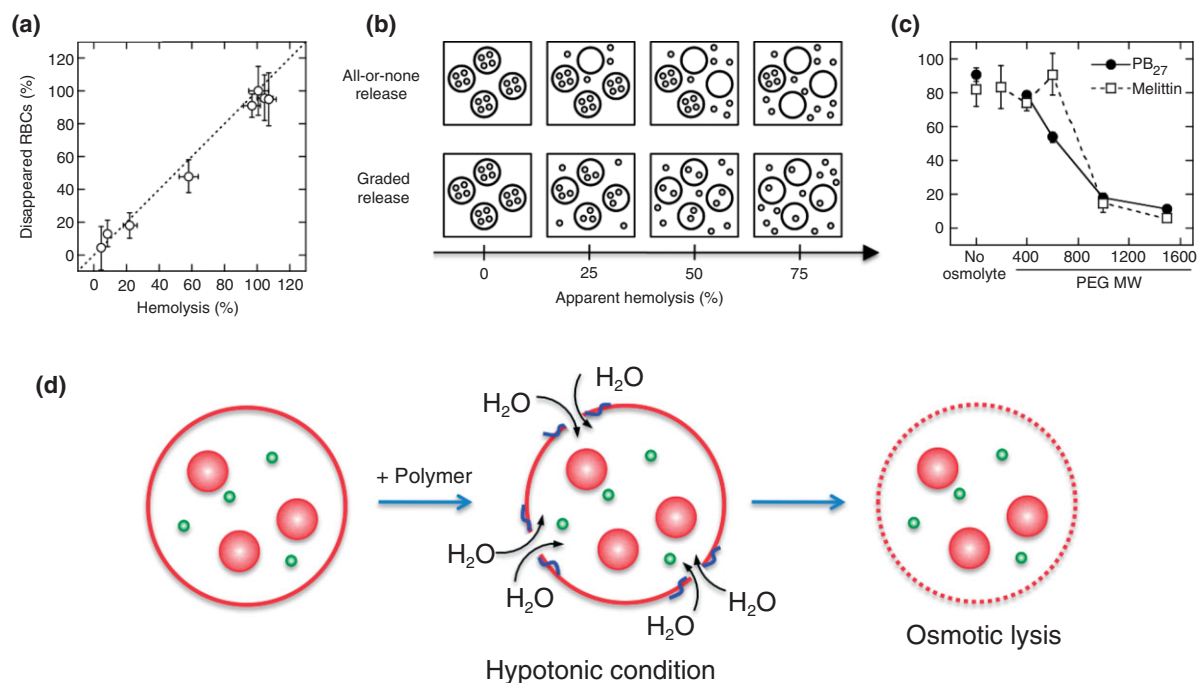 (a)
120
100
80
60
40
20
0
Disappeared RBCs (%)
0 20 40 60 80 100 120
Hemolysis (%)
(b)
All-or-none
release
Graded
release
0 25 50 75
Apparent hemolysis (%)
(c)
100
80
60
40
20
0
PB27
Melittin
No
osmolyte
400 800 1200 1600
PEG MW
(d)
+ Polymer
H2O
H2O
H2O
H2O
H2O
H2O
Hypotonic condition
Osmotic lysis